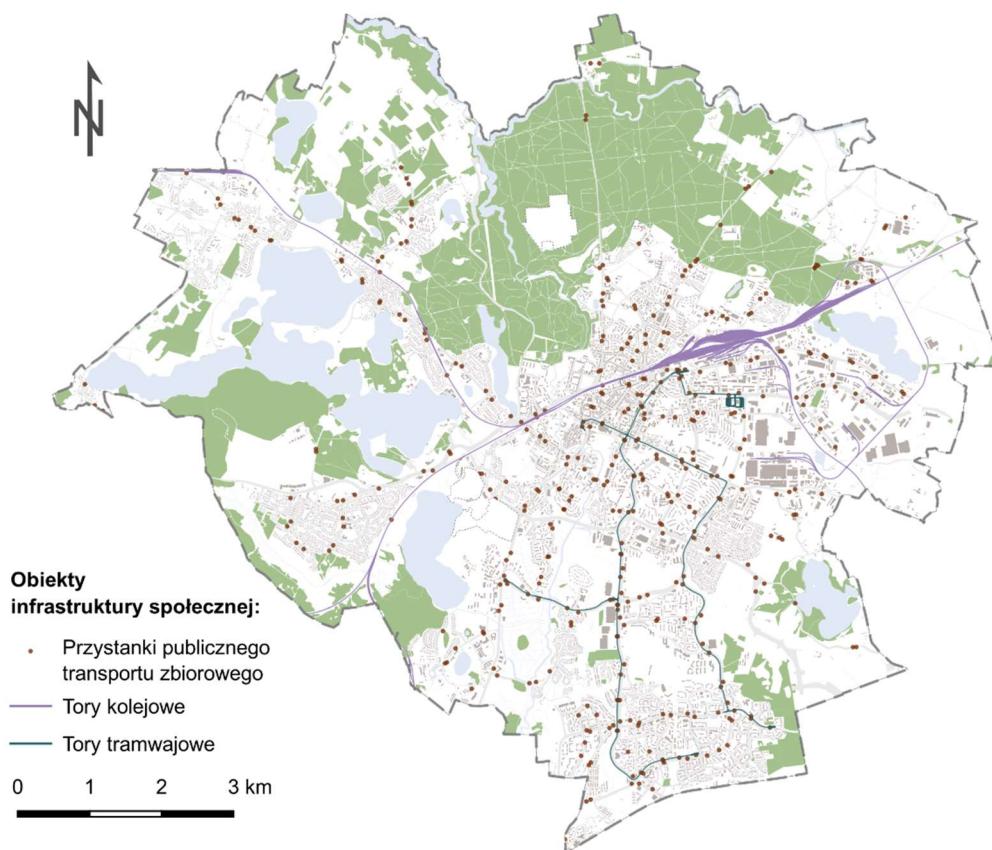 Obiekty
infrastruktury społecznej:
Przystanki publicznego
transportu zbiorowego
Tory kolejowe
Tory tramwajowe
0 1 2 3 km